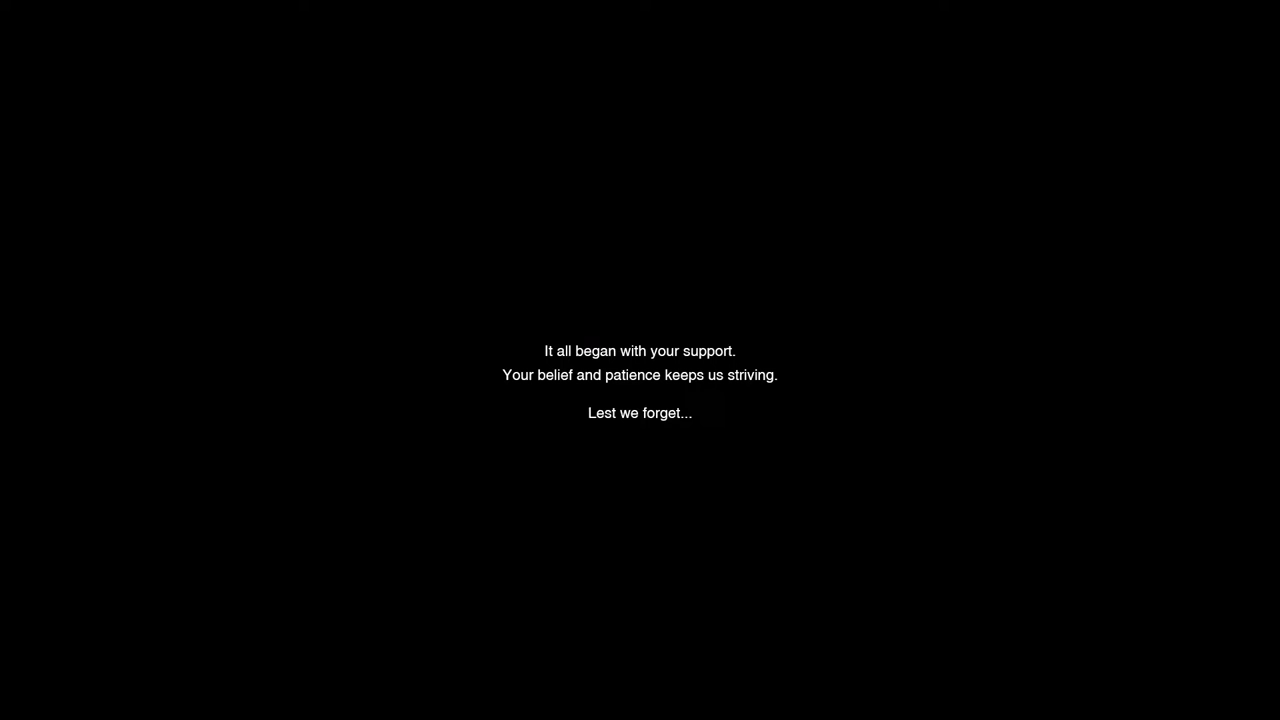 It all began with your support.
Your belief and patience keeps us striving.
Lest we forget...